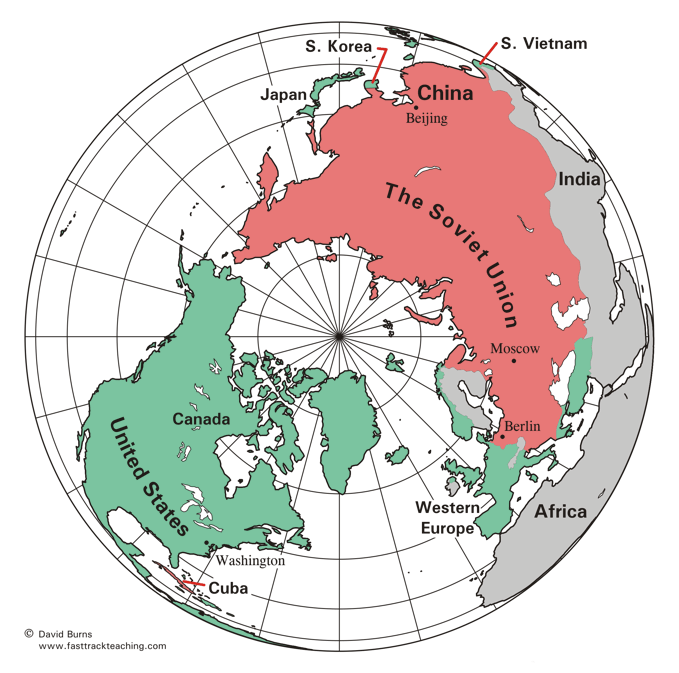 S. Korea
S. Vietnam
Japan
China
Beijing
India
The Soviet Union
Moscow
Canada
Berlin
United States
Western
Europe
Africa
Washington
Cuba
© David Burns
www.fasttrackteaching.com